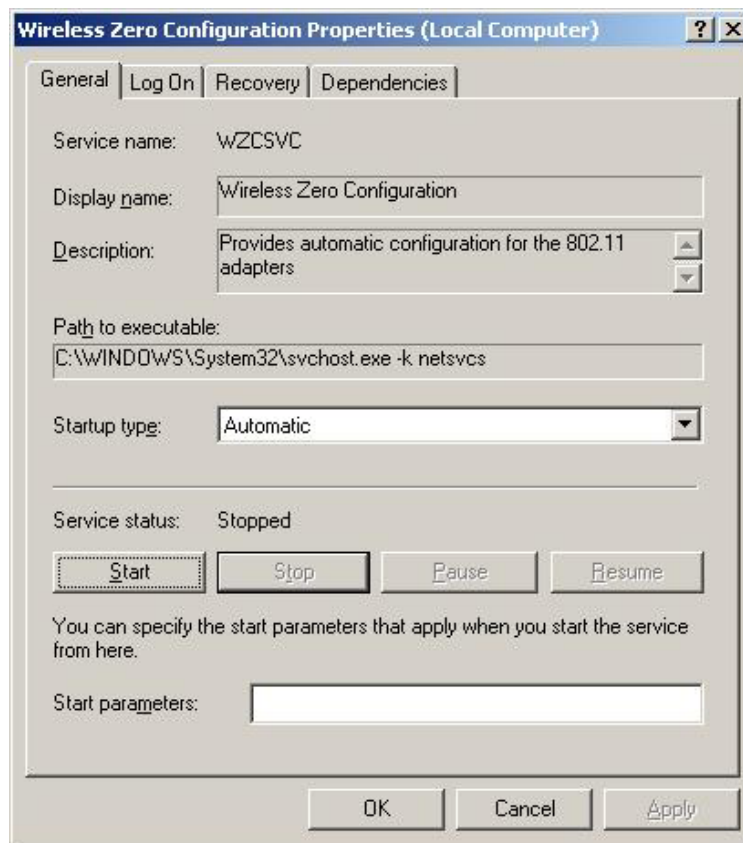 Wireless Zero Configuration Properties (Local Computer)
General Log On Recovery Dependencies
Service name: WZCSVC
Display name: Wireless Zero Configuration
Description: Provides automatic configuration for the 802.11
adapters
Path to executable:
C:\WINDOWS\System32\svchost.exe -k netsvcs
Startup type: Automatic
Service status: Stopped
Start Stop Pause Resume
You can specify the start parameters that apply when you start the service
from here.
Start parameters:
OK Cancel Apply